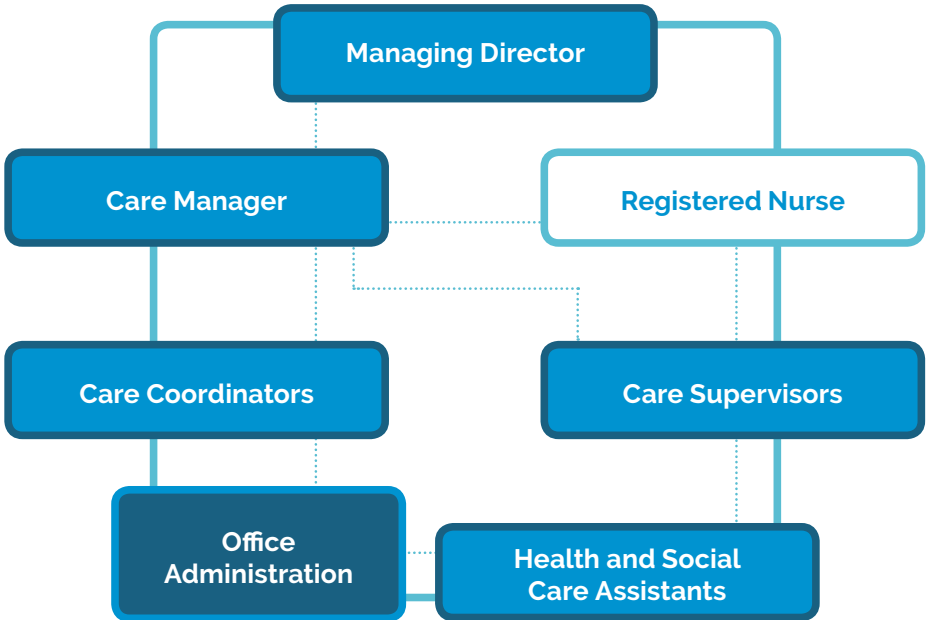 Managing Director
Care Manager
Registered Nurse
Care Coordinators
Care Supervisors
Office
Administration
Health and Social
Care Assistants